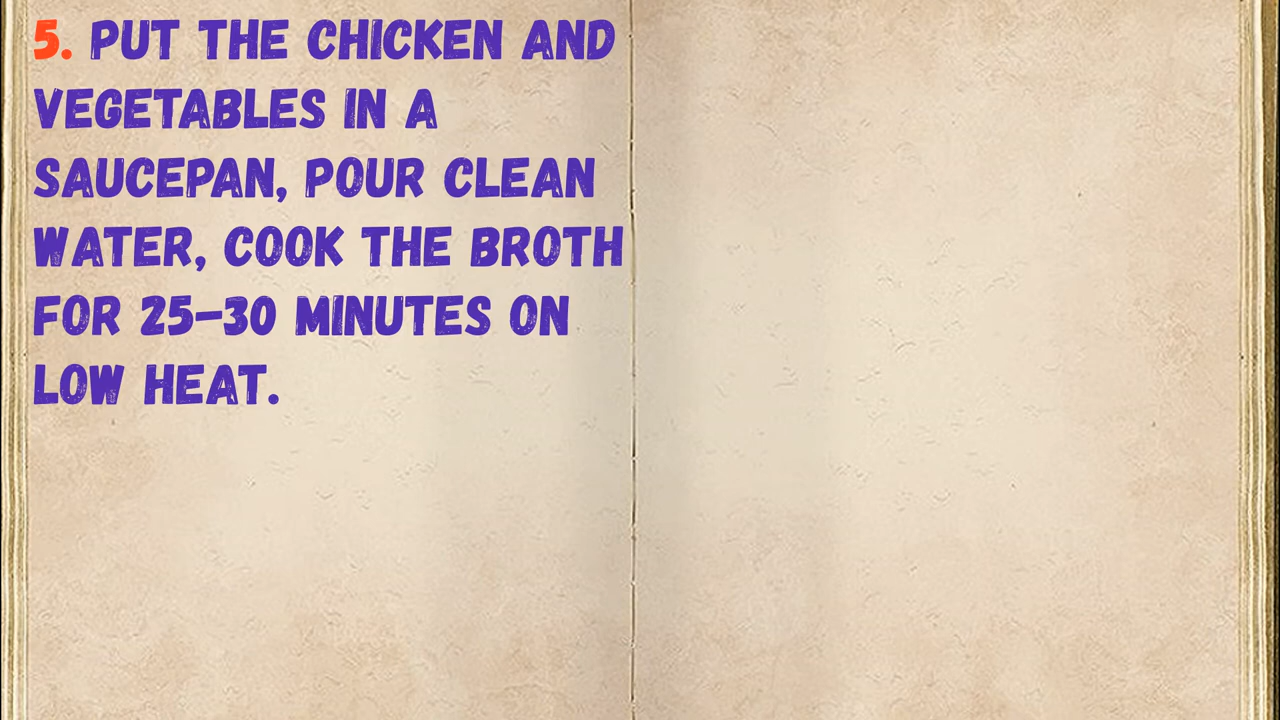 5. PUT THE CHICKEN AND
VEGETABLES IN A
SAUCEPAN, POUR CLEAN
WATER, COOK THE BROTH
FOR 25-30 MINUTES ON
LOW HEAT.